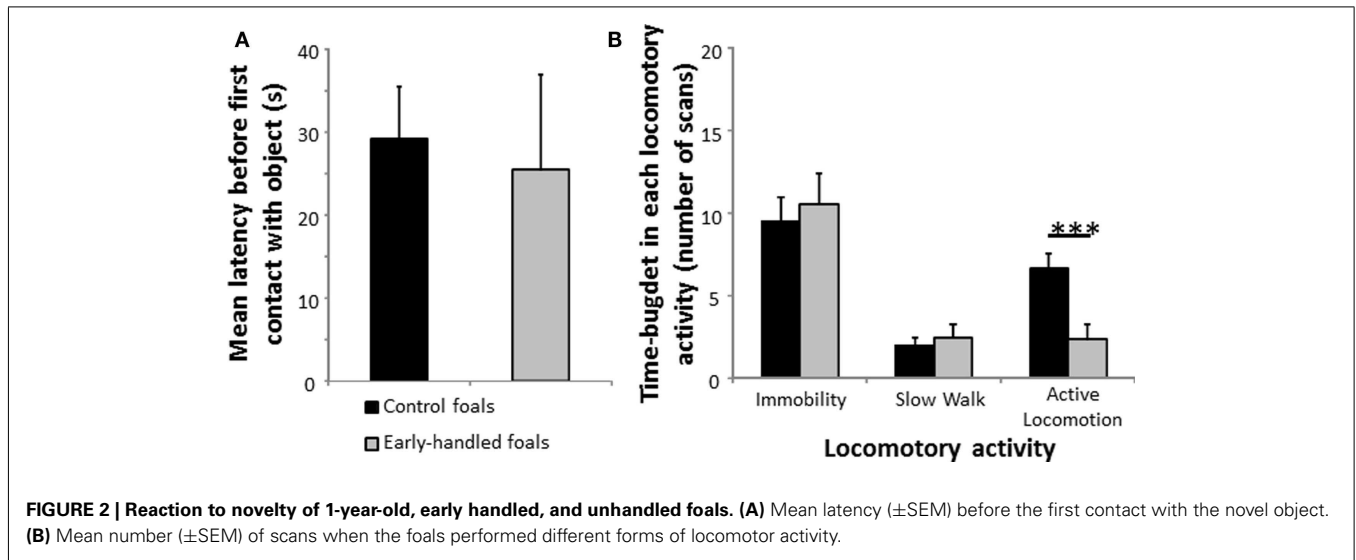 A
Mean latency before first
contact with object (s)
40
30
20
10
0
Control foals
Early-handled foals
B
Time-bugdet in each locomotory
activity (number of scans)
20
15
10
5
0
***
Immobility
Slow Walk
Active
Locomotion
Locomotory activity
FIGURE 2 | Reaction to novelty of 1-year-old, early handled, and unhandled foals. (A) Mean latency (±SEM) before the first contact with the novel object.
(B) Mean number (±SEM) of scans when the foals performed different forms of locomotor activity.